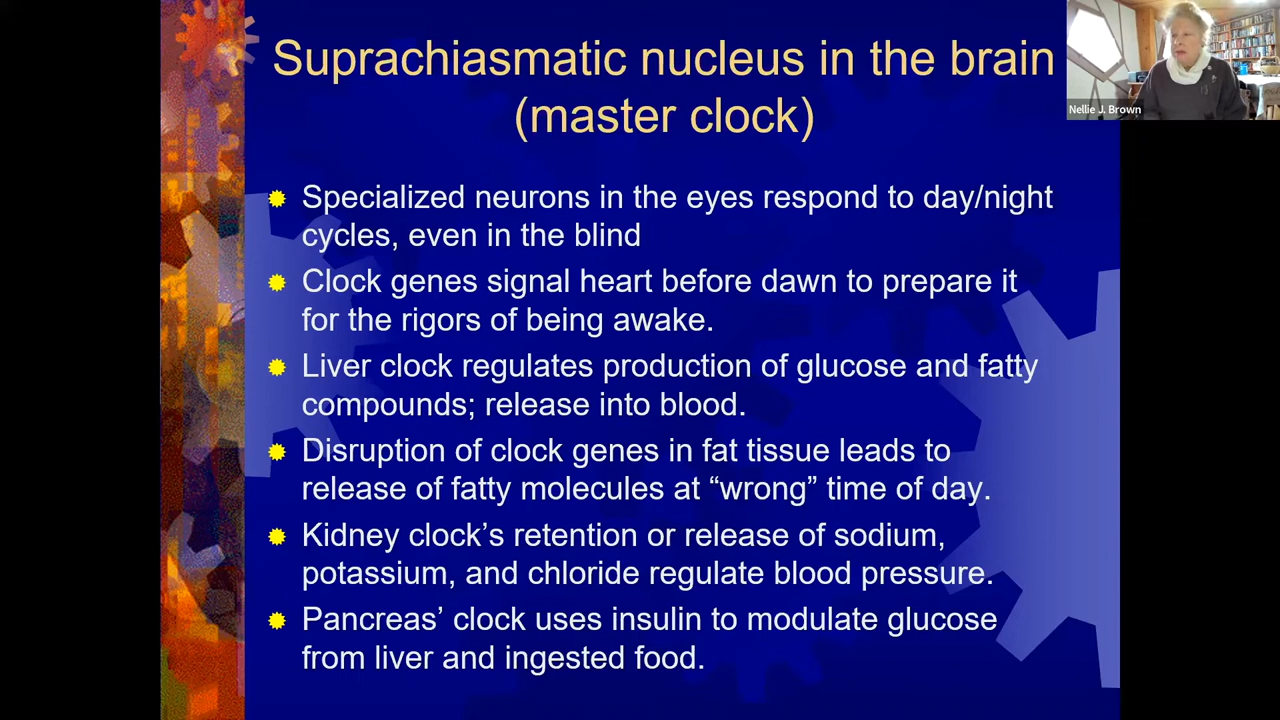 Suprachiasmatic nucleus in the brain
(master clock)
Nellie J. Brown
Specialized neurons in the eyes respond to day/night
cycles, even in the blind
Clock genes signal heart before dawn to prepare it
for the rigors of being awake.
Liver clock regulates production of glucose and fatty
compounds; release into blood.
Disruption of clock genes in fat tissue leads to
release of fatty molecules at “wrong” time of day.
Kidney clock’s retention or release of sodium,
potassium, and chloride regulate blood pressure.
Pancreas’ clock uses insulin to modulate glucose
from liver and ingested food.